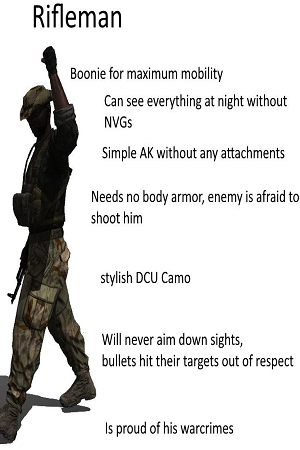 Rifleman
Boonie for maximum mobility
Can see everything at night without
NVGs
Simple AK without any attachments
Needs no body armor, enemy is afraid to
shoot him
stylish DCU Camo
Will never aim down sights,
bullets hit their targets out of respect
Is proud of his warcrimes